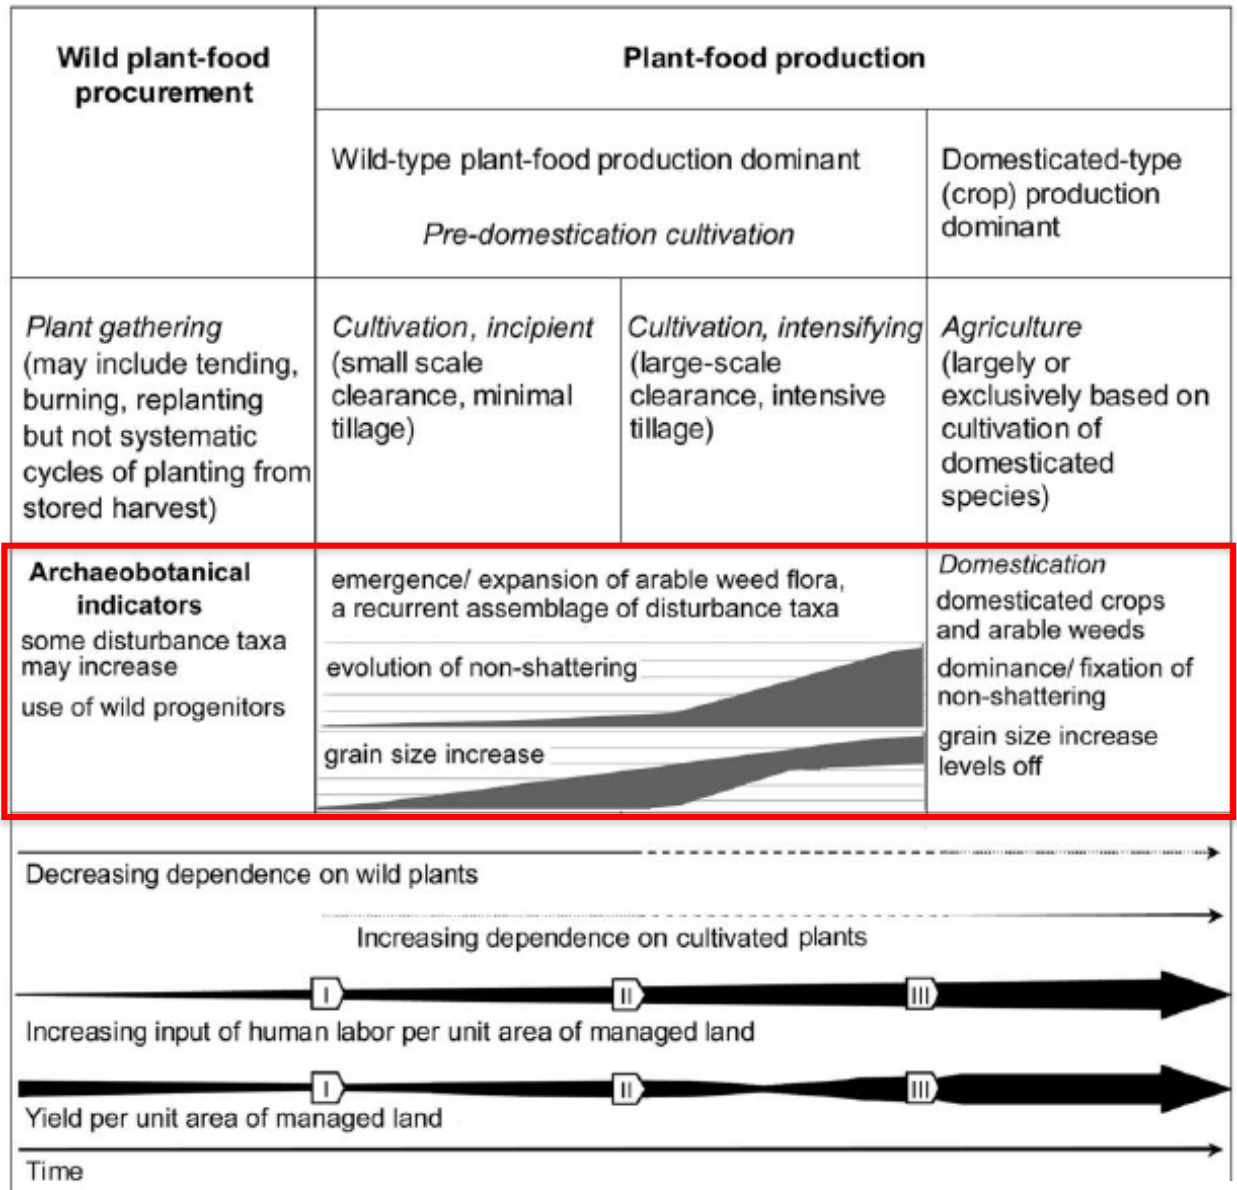 Wild plant-food
procurement
Plant-food production
Wild-type plant-food production dominant
Pre-domestication cultivation
Domesticated-type
(crop) production
dominant
Plant gathering
(may include tending,
burning, replanting
but not systematic
cycles of planting from
stored harvest)
Cultivation, incipient
(small scale
clearance, minimal
tillage)
Cultivation, intensifying
(large-scale
clearance, intensive
tillage)
Agriculture
(largely or
exclusively based on
cultivation of
domesticated
species)
Archaeobotanical
indicators
some disturbance taxa
may increase
use of wild progenitors
emergence/ expansion of arable weed flora,
a recurrent assemblage of disturbance taxa
evolution of non-shattering
grain size increase
Domestication
domesticated crops
and arable weeds
dominance/ fixation of
non-shattering
grain size increase
levels off
Decreasing dependence on wild plants
Increasing dependence on cultivated plants
I II III
Increasing input of human labor per unit area of managed land
I II III
Yield per unit area of managed land
Time